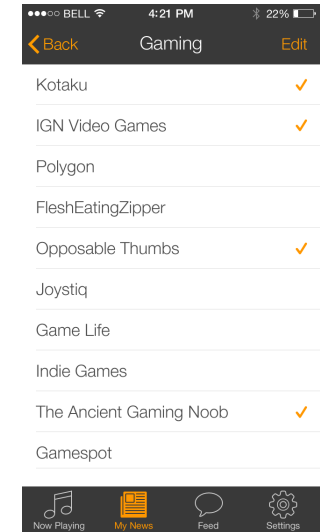 BELL 4:21 PM 22%
Back Gaming Edit
Kotaku
IGN Video Games
Polygon
FleshEatingZipper
Opposable Thumbs
Joystiq
Game Life
Indie Games
The Ancient Gaming Noob
Gamespot
Now Playing My News Feed Settings